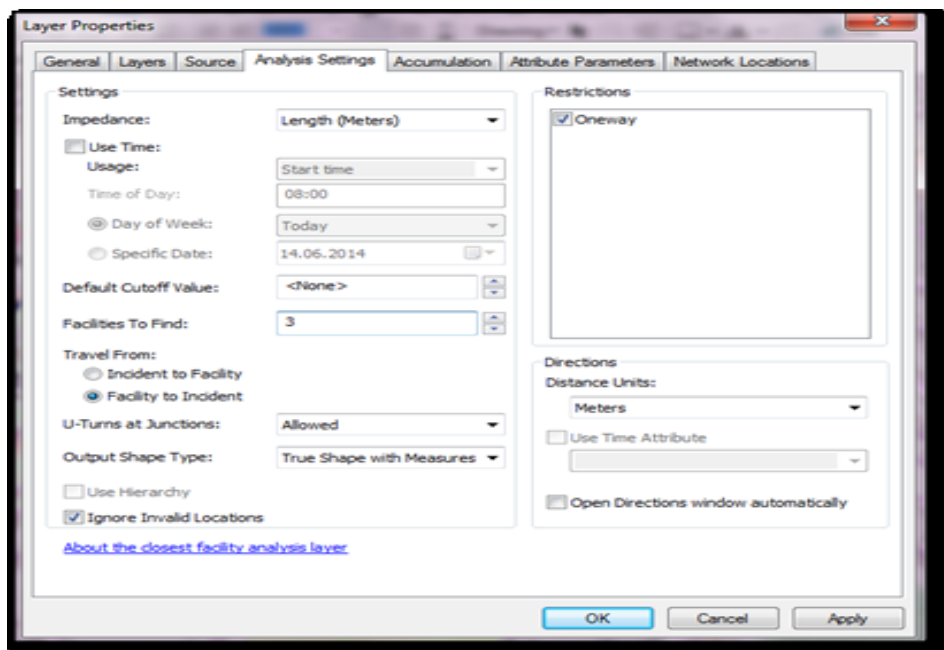 Layer Properties
General Layers Source Analysis Settings Accumulation Attribute Parameters Network Locations
Settings
Impedance: Length (Meters)
Use Time:
Usage: Start time
Time of Day: 08:00
Day of Week: Today
Specific Date: 14.06.2014
Default Cutoff Value: <None>
Facilities To Find: 3
Travel From:
Incident to Facility
Facility to Incident
U-Turns at Junctions: Allowed
Output Shape Type: True Shape with Measures
Use Hierarchy
Ignore Invalid Locations
About the closest facility analysis layer
Restrictions
Oneway
Directions
Distance Units:
Meters
Use Time Attribute
Open Directions window automatically
OK Cancel Apply